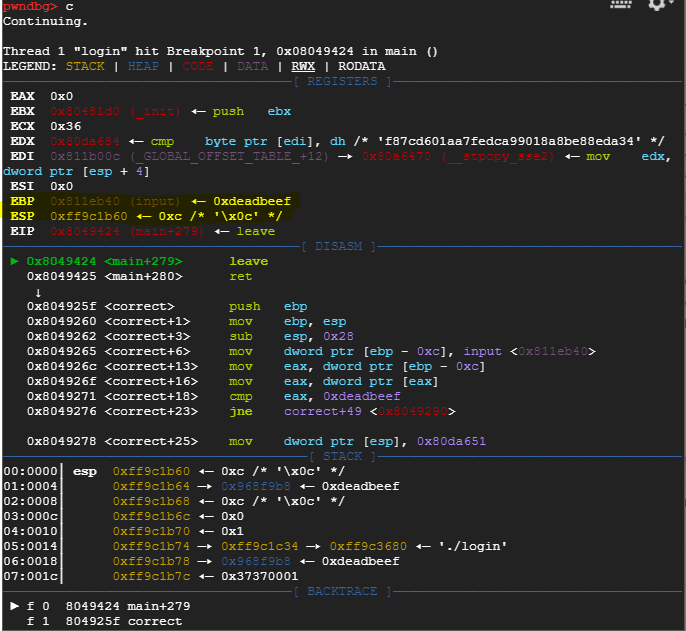 pwndbg> c
Continuing.
Thread 1 "login" hit Breakpoint 1, 0x08049424 in main ()
LEGEND: STACK | HEAP | CODE | DATA | RWX | RODATA
[ REGISTERS ]
EAX  0x0
EBX  0x80481d0 (_init) ◂— push   ebx
ECX  0x36
EDX  0x80da684 ◂— cmp    byte ptr [edi], dh /* 'f87cd601aa7fedca99018a8be88eda34' */
EDI  0x811b00c (_GLOBAL_OFFSET_TABLE_+12) —▸ 0x80a6470 (__stpcpy_sse2) ◂— mov    edx,
dword ptr [esp + 4]
ESI  0x0
EBP  0x811eb40 (input) ◂— 0xdeadbeef
ESP  0xff9c1b60 ◂— 0xc /* '\x0c' */
EIP  0x8049424 (main+279) ◂— leave
[ DISASM ]
► 0x8049424 <main+279>      leave
0x8049425 <main+280>      ret
↓
0x804925f <correct>       push   ebp
0x8049260 <correct+1>     mov    ebp, esp
0x8049262 <correct+3>     sub    esp, 0x28
0x8049265 <correct+6>     mov    dword ptr [ebp - 0xc], input <0x811eb40>
0x804926c <correct+13>    mov    eax, dword ptr [ebp - 0xc]
0x804926f <correct+16>    mov    eax, dword ptr [eax]
0x8049271 <correct+18>    cmp    eax, 0xdeadbeef
0x8049276 <correct+23>    jne    correct+49 <0x8049290>
0x8049278 <correct+25>    mov    dword ptr [esp], 0x80da651
[ STACK ]
00:0000│ esp  0xff9c1b60 ◂— 0xc /* '\x0c' */
01:0004│      0xff9c1b64 —▸ 0x968f9b8 ◂— 0xdeadbeef
02:0008│      0xff9c1b68 ◂— 0xc /* '\x0c' */
03:000c│      0xff9c1b6c ◂— 0x0
04:0010│      0xff9c1b70 ◂— 0x1
05:0014│      0xff9c1b74 —▸ 0xff9c1c34 —▸ 0xff9c3680 ◂— './login'
06:0018│      0xff9c1b78 —▸ 0x968f9b8 ◂— 0xdeadbeef
07:001c│      0xff9c1b7c ◂— 0x37370001
[ BACKTRACE ]
► f 0  8049424 main+279
f 1  804925f correct